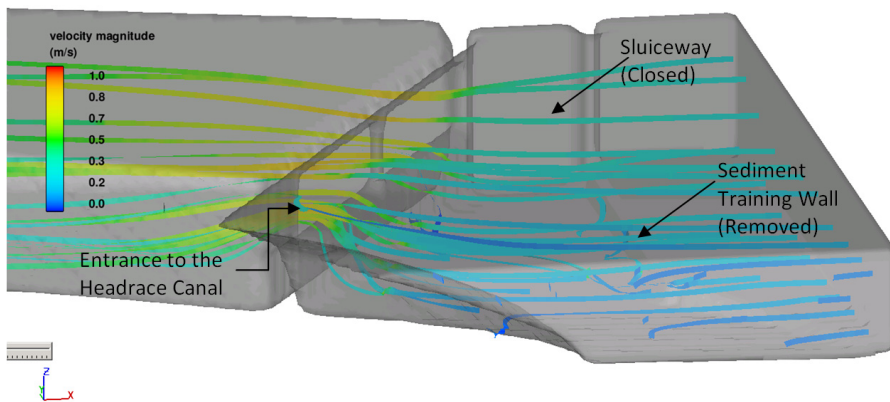 velocity magnitude
(m/s)
1.0
0.8
0.7
0.5
0.3
0.2
0.0
Sluiceway
(Closed)
Sediment
Training Wall
(Removed)
Entrance to the
Headrace Canal
Z
Y
X